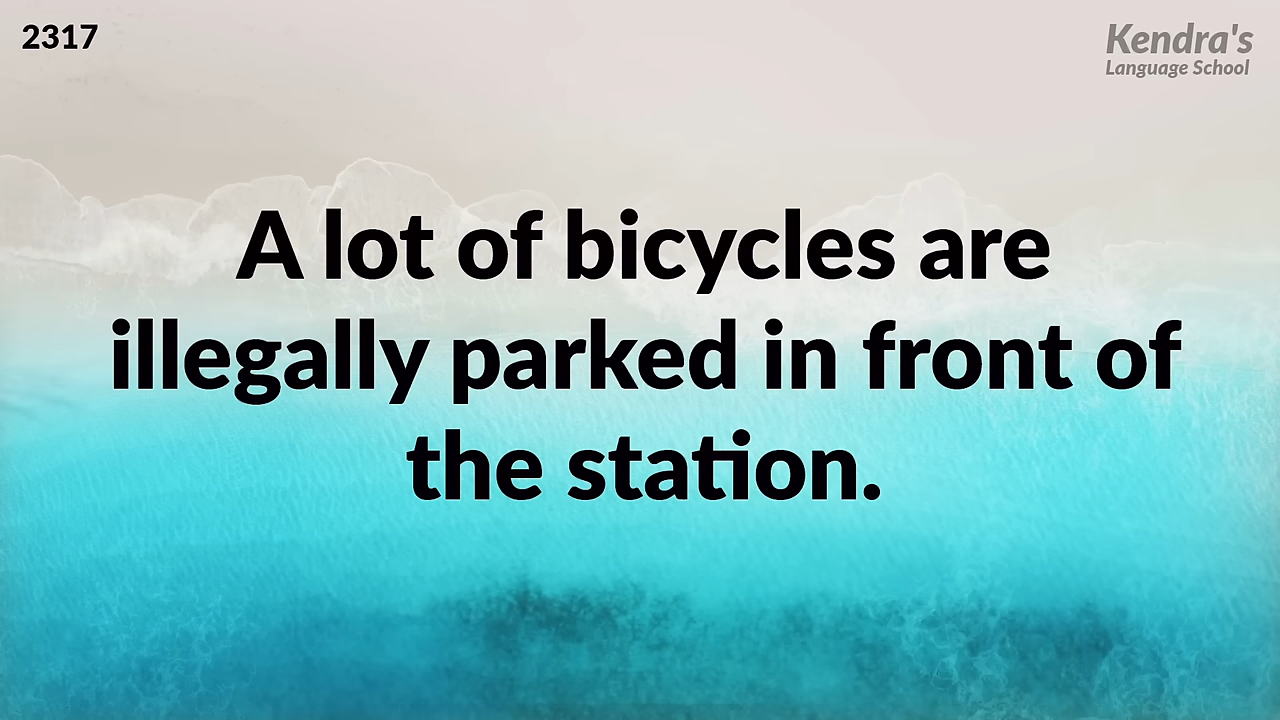 2317
Kendra's
Language School
A lot of bicycles are
illegally parked in front of
the station.